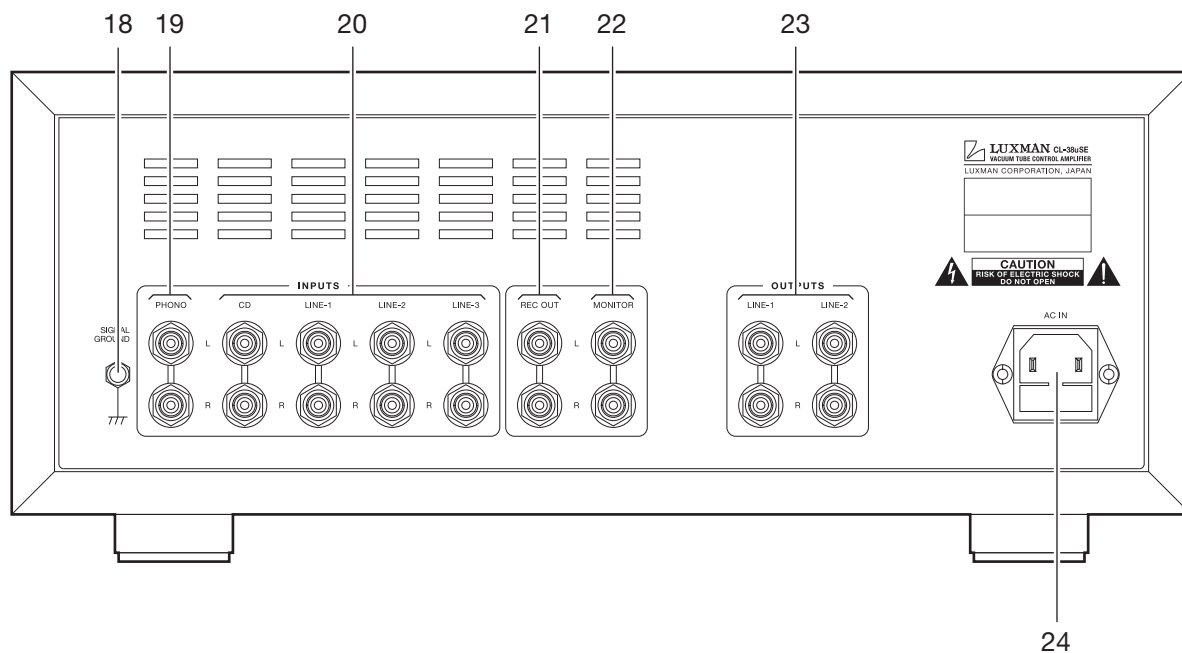 18 19 20 21 22 23
LUXMAN CL-38uSE
VACUUM TUBE CONTROL AMPLIFIER
LUXMAN CORPORATION, JAPAN
CAUTION
RISK OF ELECTRIC SHOCK
DO NOT OPEN
INPUTS
OUTPUTS
PHONO CD LINE-1 LINE-2 LINE-3 REC OUT MONITOR LINE-1 LINE-2
AC IN
SIGNAL
GROUND
L L L L L L
R R R R R R
24